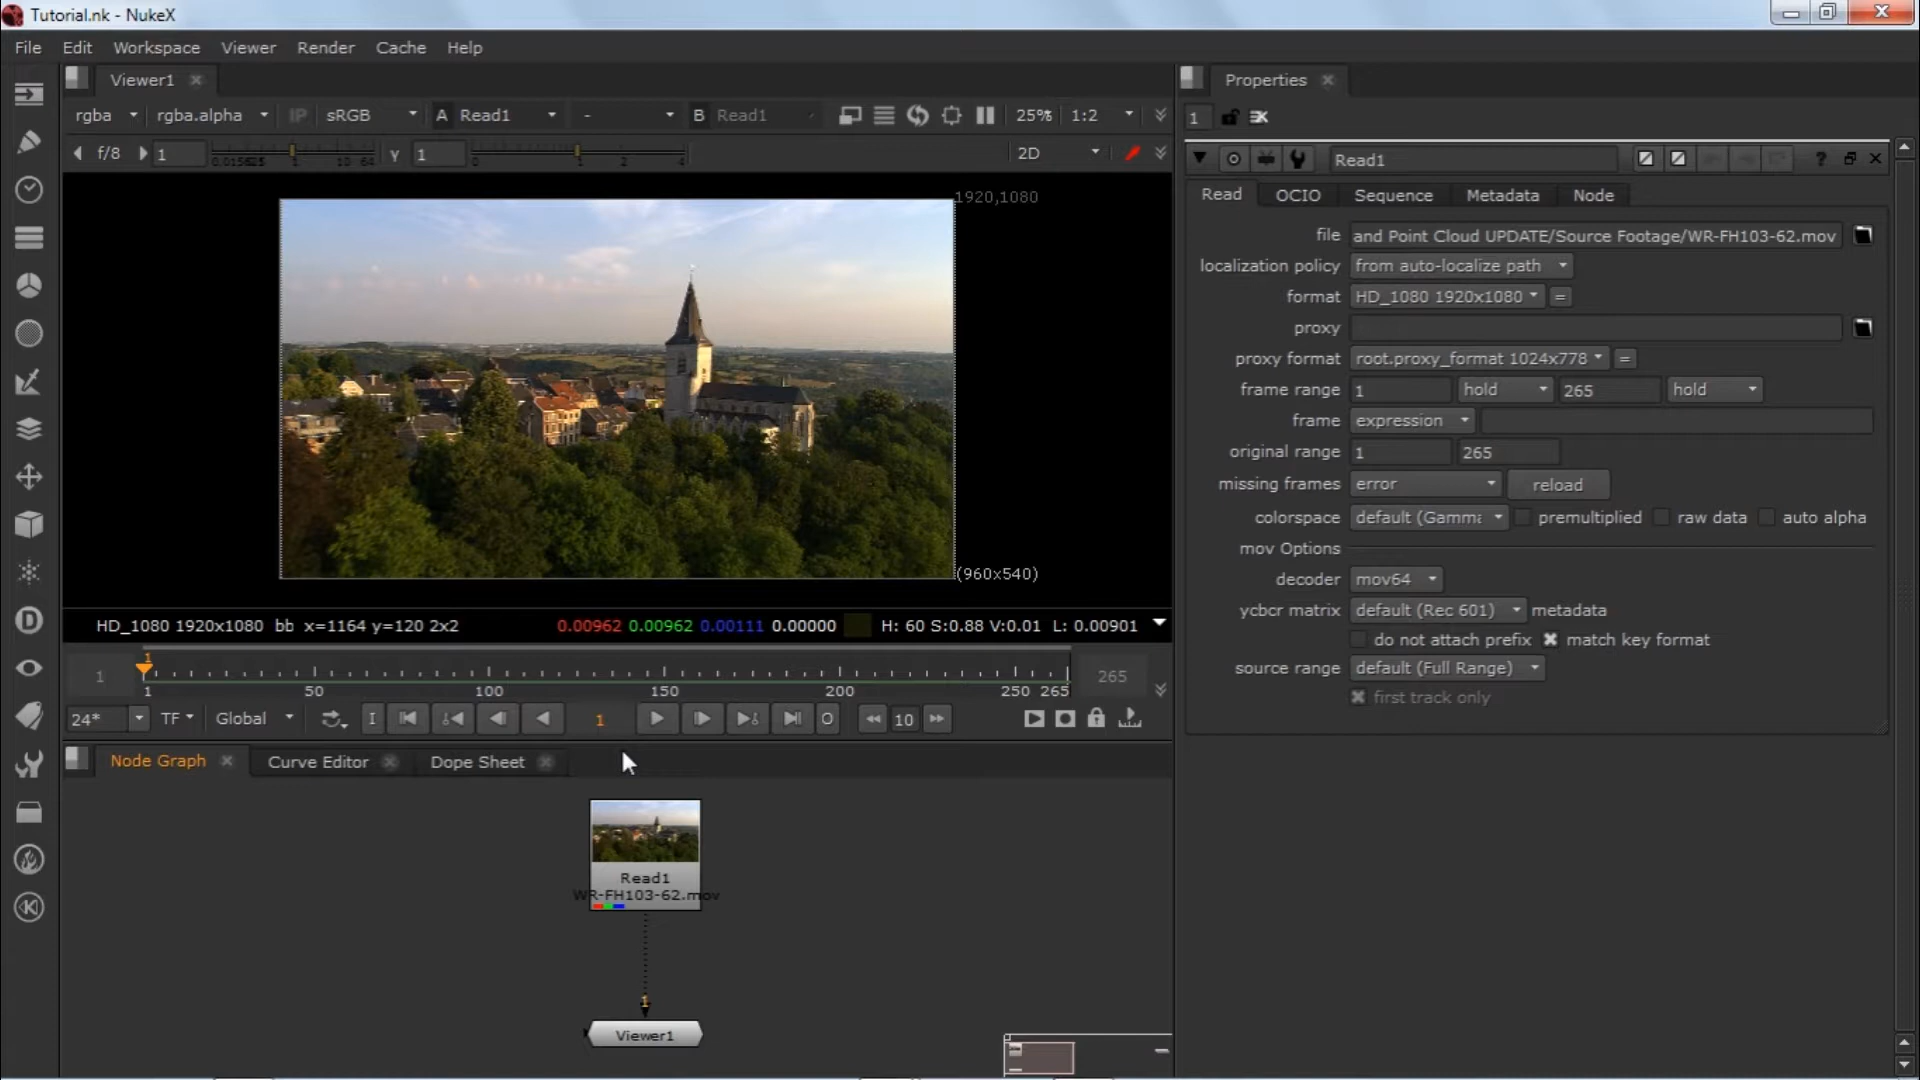 Tutorial.nk - NukeX
File Edit Workspace Viewer Render Cache Help
Viewer1
rgba rgba.alpha IP sRGB A Read1 - B Read1 25% 1:2
f/8 1 Y 1 0 1 2 4 2D
1920,1080
(960x540)
HD_1080 1920x1080 bb x=1164 y=120 2x2 0.00962 0.00962 0.00111 0.00000 H: 60 S:0.88 V:0.01 L: 0.00901
1 1 265
1 50 100 150 200 250 265
24* TF Global I 1 O 10
Node Graph Curve Editor Dope Sheet
Read1
WR-FH103-62.mov
1
Viewer1
Properties
1
Read1 ?
Read OCIO Sequence Metadata Node
file and Point Cloud UPDATE/Source Footage/WR-FH103-62.mov
localization policy from auto-localize path
format HD_1080 1920x1080 =
proxy
proxy format root.proxy_format 1024x778 =
frame range 1 hold 265 hold
frame expression
original range 1 265
missing frames error reload
colorspace default (Gamma premultiplied raw data auto alpha
mov Options
decoder mov64
ycbcr matrix default (Rec 601) metadata
do not attach prefix match key format
source range default (Full Range)
first track only